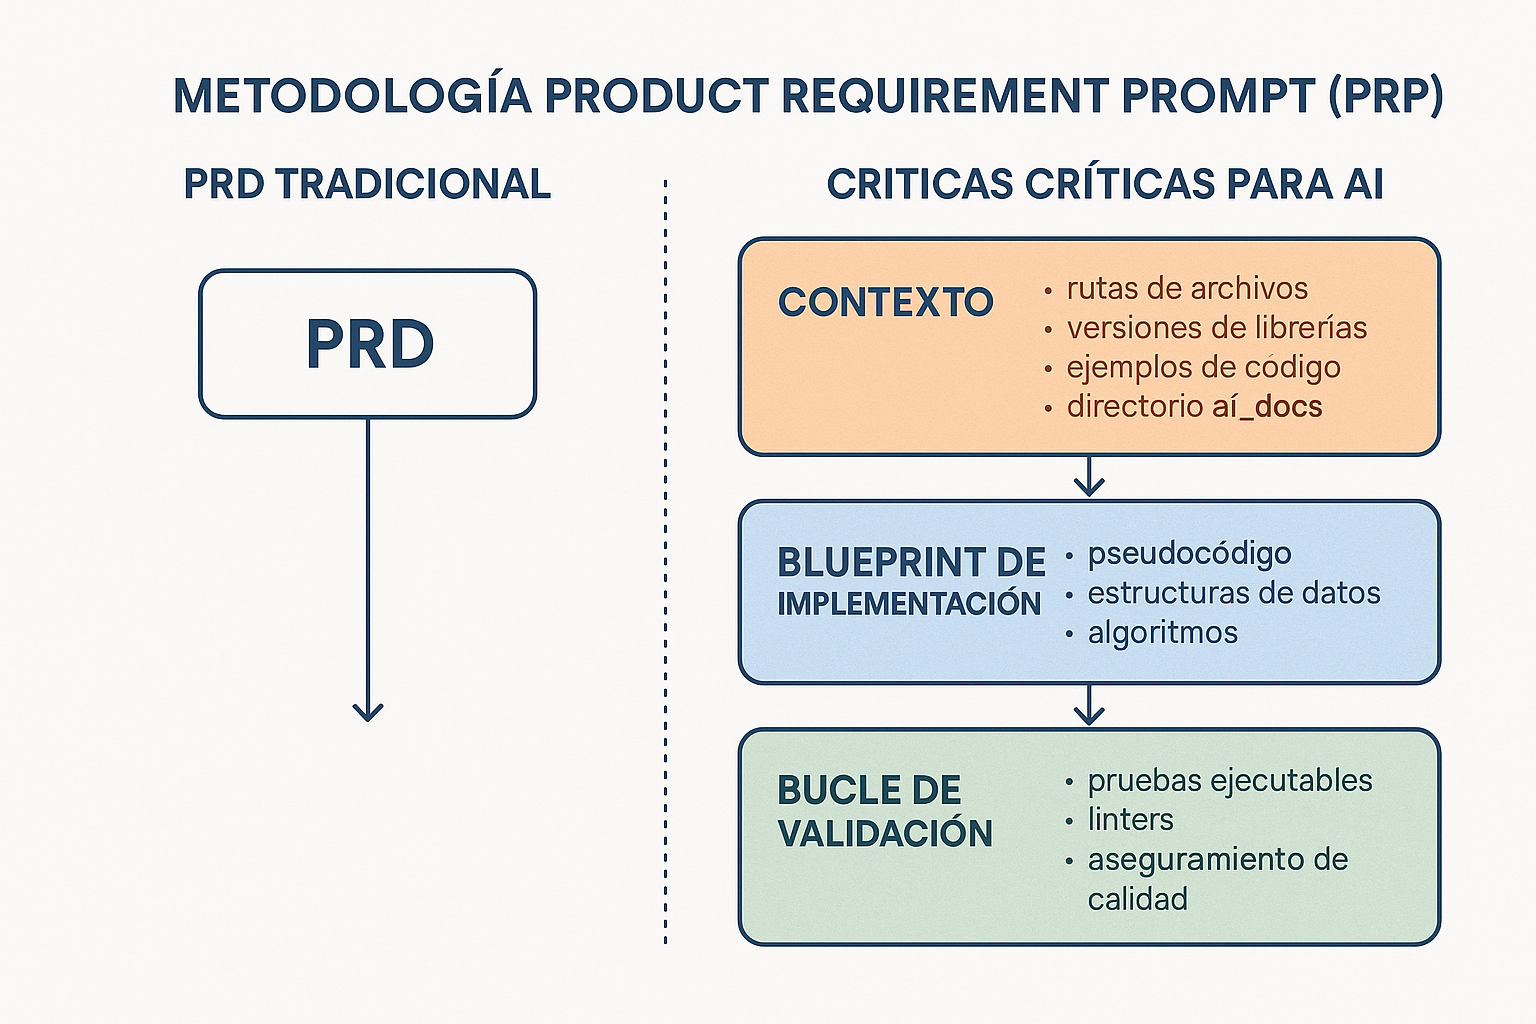 METODOLOGÍA PRODUCT REQUIREMENT PROMPT (PRP)
PRD TRADICIONAL
PRD
CRITICAS CRÍTICAS PARA AI
CONTEXTO
• rutas de archivos
• versiones de librerías
• ejemplos de código
• directorio aí_docs
BLUEPRINT DE
IMPLEMENTACIÓN
• pseudocódigo
• estructuras de datos
• algoritmos
BUCLE DE
VALIDACIÓN
• pruebas ejecutables
• linters
• aseguramiento de
calidad